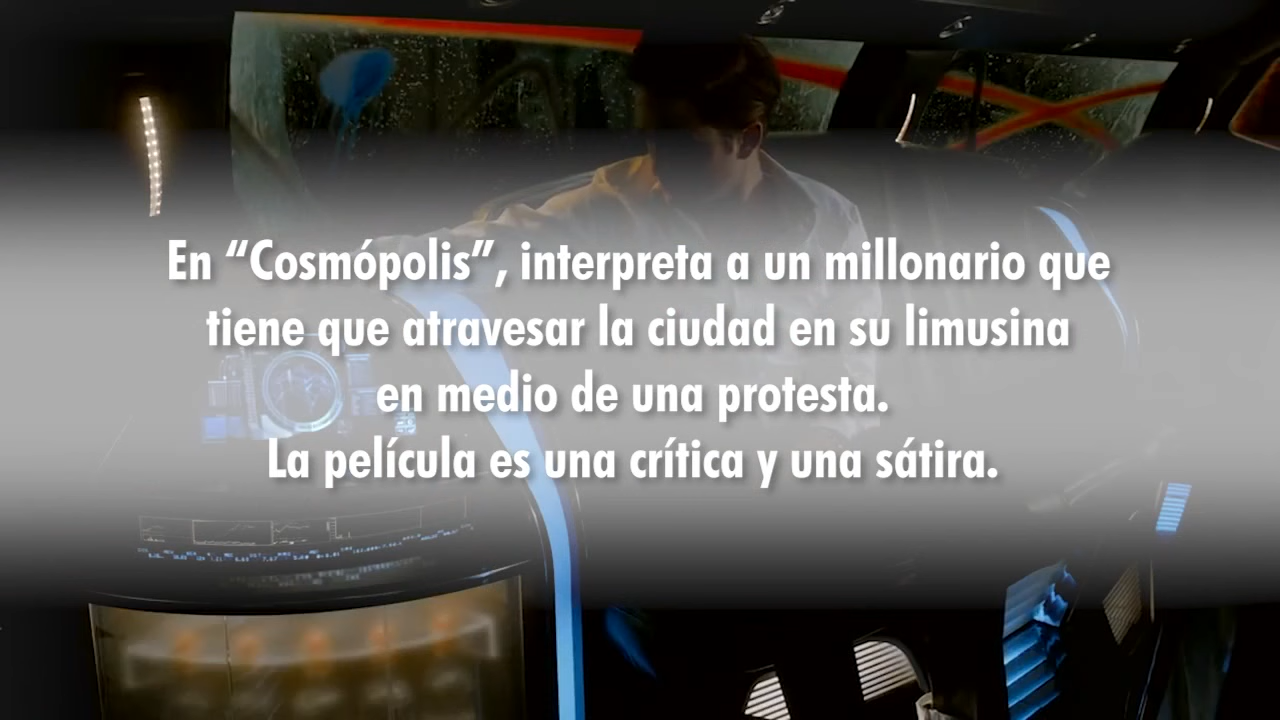 En “Cosmópolis”, interpreta a un millonario que
tiene que atravesar la ciudad en su limusina
en medio de una protesta.
La película es una crítica y una sátira.